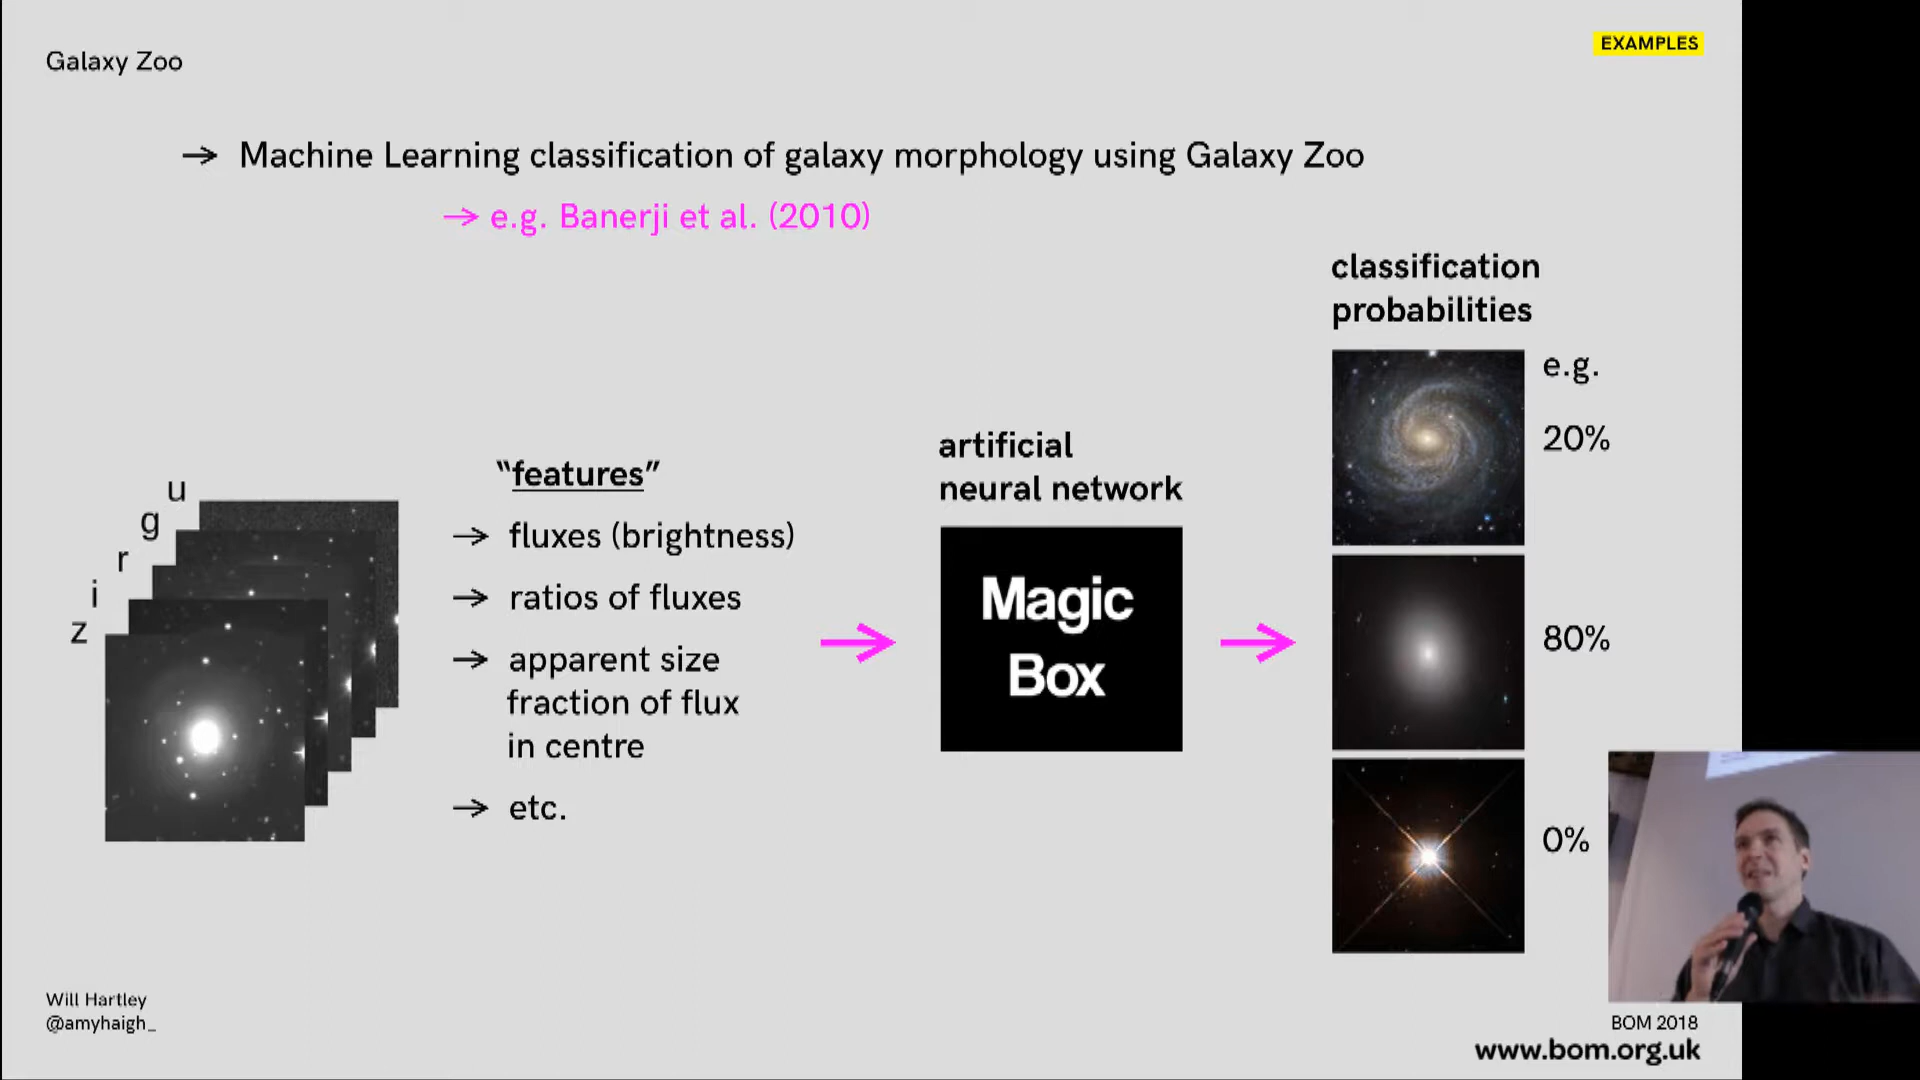 Galaxy Zoo
EXAMPLES
→ Machine Learning classification of galaxy morphology using Galaxy Zoo
→ e.g. Banerji et al. (2010)
u
g
r
i
z
“features”
→ fluxes (brightness)
→ ratios of fluxes
→ apparent size
fraction of flux
in centre
→ etc.
artificial
neural network
Magic
Box
classification
probabilities
e.g.
20%
80%
0%
Will Hartley
@amyhaigh_
BOM 2018
www.bom.org.uk